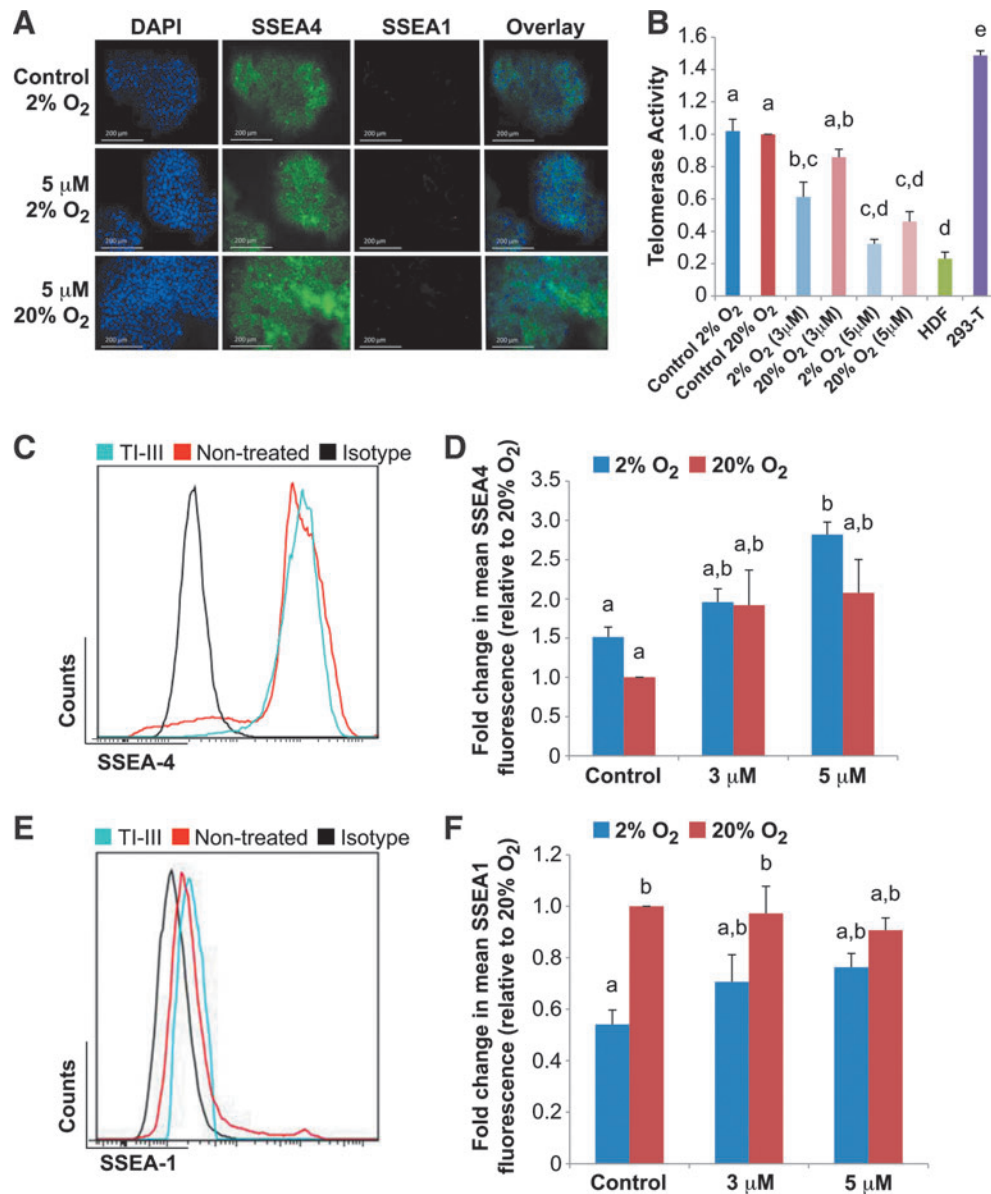 A
DAPI SSEA4 SSEA1 Overlay
Control
2% O2
200 μm 200 μm 200 μm 200 μm
5 μM
2% O2
200 μm 200 μm 200 μm 200 μm
5 μM
20% O2
200 μm 200 μm 200 μm 200 μm
B
Telomerase Activity
1.6
1.4
1.2
1.0
0.8
0.6
0.4
0.2
0
a
a
b,c
a,b
c,d
c,d
d
e
Control 2% O2
Control 20% O2
2% O2 (3μM)
20% O2 (3μM)
2% O2 (5μM)
20% O2 (5μM)
HDF
293-T
C
TI-III Non-treated Isotype
Counts
SSEA-4
D
2% O2 20% O2
Fold change in mean SSEA4
fluorescence (relative to 20% O2)
3.5
3.0
2.5
2.0
1.5
1.0
0.5
0
a
a
a,b
a,b
b
a,b
Control 3 μM 5 μM
E
TI-III Non-treated Isotype
Counts
SSEA-1
F
2% O2 20% O2
Fold change in mean SSEA1
fluorescence (relative to 20% O2)
1.2
1.0
0.8
0.6
0.4
0.2
0
a
b
a,b
b
a,b
a,b
Control 3 μM 5 μM